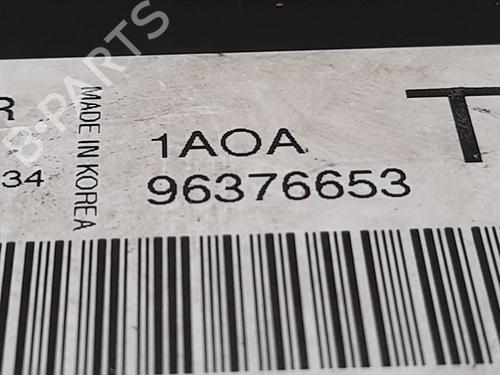 R
MADE IN KOREA
34
1AOA
96376653
T
B-PARTS